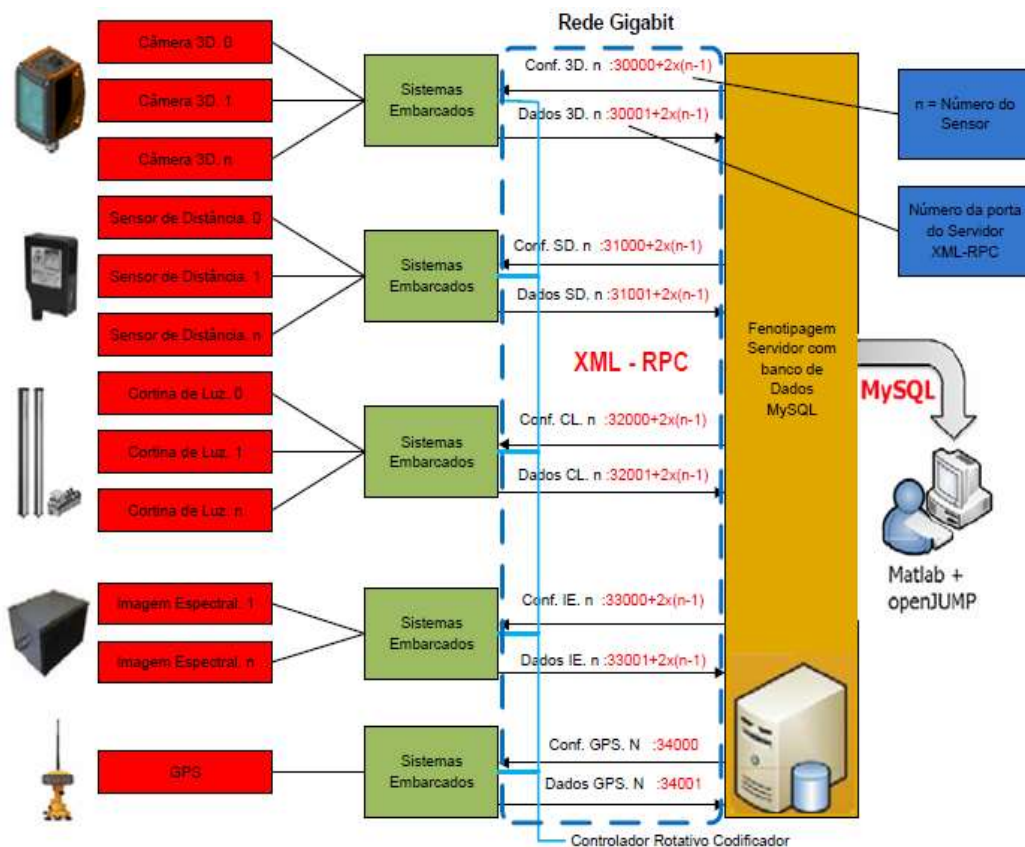 Rede Gigabit
Câmera 3D. 0
Câmera 3D. 1
Câmera 3D. n
Sistemas
Embarcados
Conf. 3D. n :30000+2x(n-1)
Dados 3D. n :30001+2x(n-1)
n = Número do
Sensor
Número da porta
do Servidor
XML-RPC
Sensor de Distância. 0
Sensor de Distância. 1
Sensor de Distância. n
Sistemas
Embarcados
Conf. SD. n :31000+2x(n-1)
Dados SD. n :31001+2x(n-1)
XML - RPC
Fenotipagem
Servidor com
banco de
Dados
MySQL
MySQL
Cortina de Luz. 0
Cortina de Luz. 1
Cortina de Luz. n
Sistemas
Embarcados
Conf. CL. n :32000+2x(n-1)
Dados CL. n :32001+2x(n-1)
Matlab +
openJUMP
Imagem Espectral. 1
Imagem Espectral. n
Sistemas
Embarcados
Conf. IE. n :33000+2x(n-1)
Dados IE. n :33001+2x(n-1)
GPS
Sistemas
Embarcados
Conf. GPS. N :34000
Dados GPS. N :34001
Controlador Rotativo Codificador